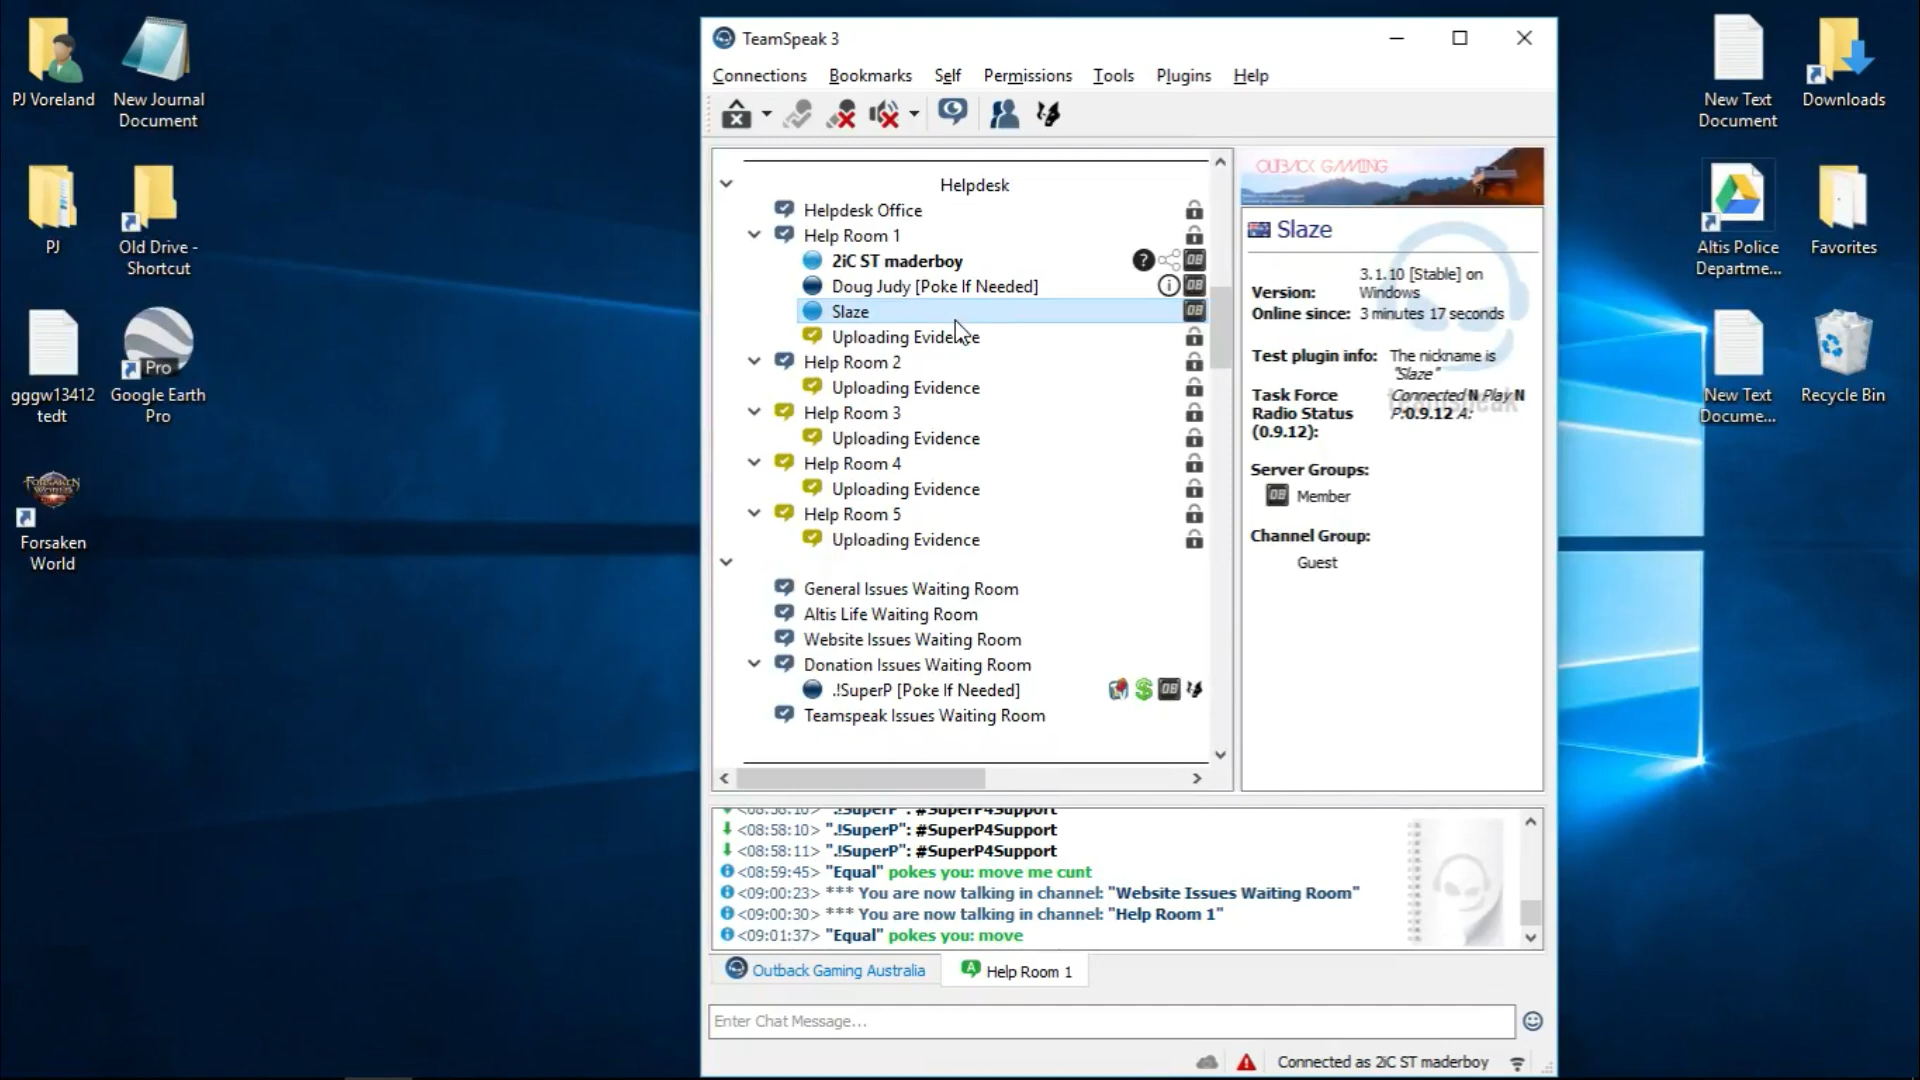 PJ Voreland
New Journal
Document
PJ
Old Drive -
Shortcut
gggw13412
tedt
Pro
Google Earth
Pro
FORSAKEN
WORLD
Forsaken
World
TeamSpeak 3
Connections Bookmarks Self Permissions Tools Plugins Help
Helpdesk
Helpdesk Office
Help Room 1
2iC ST maderboy
Doug Judy [Poke If Needed]
Slaze
Uploading Evidence
Help Room 2
Uploading Evidence
Help Room 3
Uploading Evidence
Help Room 4
Uploading Evidence
Help Room 5
Uploading Evidence
General Issues Waiting Room
Altis Life Waiting Room
Website Issues Waiting Room
Donation Issues Waiting Room
.!SuperP [Poke If Needed]
Teamspeak Issues Waiting Room
OUTBACK GAMING
Slaze
Version: 3.1.10 [Stable] on
Windows
Online since: 3 minutes 17 seconds
Test plugin info: The nickname is
"Slaze"
Task Force
Radio Status
(0.9.12):
Connected N Play N
P:0.9.12 A:
teamspeak
Server Groups:
Member
Channel Group:
Guest
<08:58:10> ".!SuperP": #SuperP4Support
<08:58:10> ".!SuperP": #SuperP4Support
<08:58:11> ".!SuperP": #SuperP4Support
<08:59:45> "Equal" pokes you: move me cunt
<09:00:23> *** You are now talking in channel: "Website Issues Waiting Room"
<09:00:30> *** You are now talking in channel: "Help Room 1"
<09:01:37> "Equal" pokes you: move
Outback Gaming Australia
Help Room 1
Enter Chat Message...
Connected as 2iC ST maderboy
New Text
Document
Downloads
Altis Police
Departme...
Favorites
New Text
Docume...
Recycle Bin